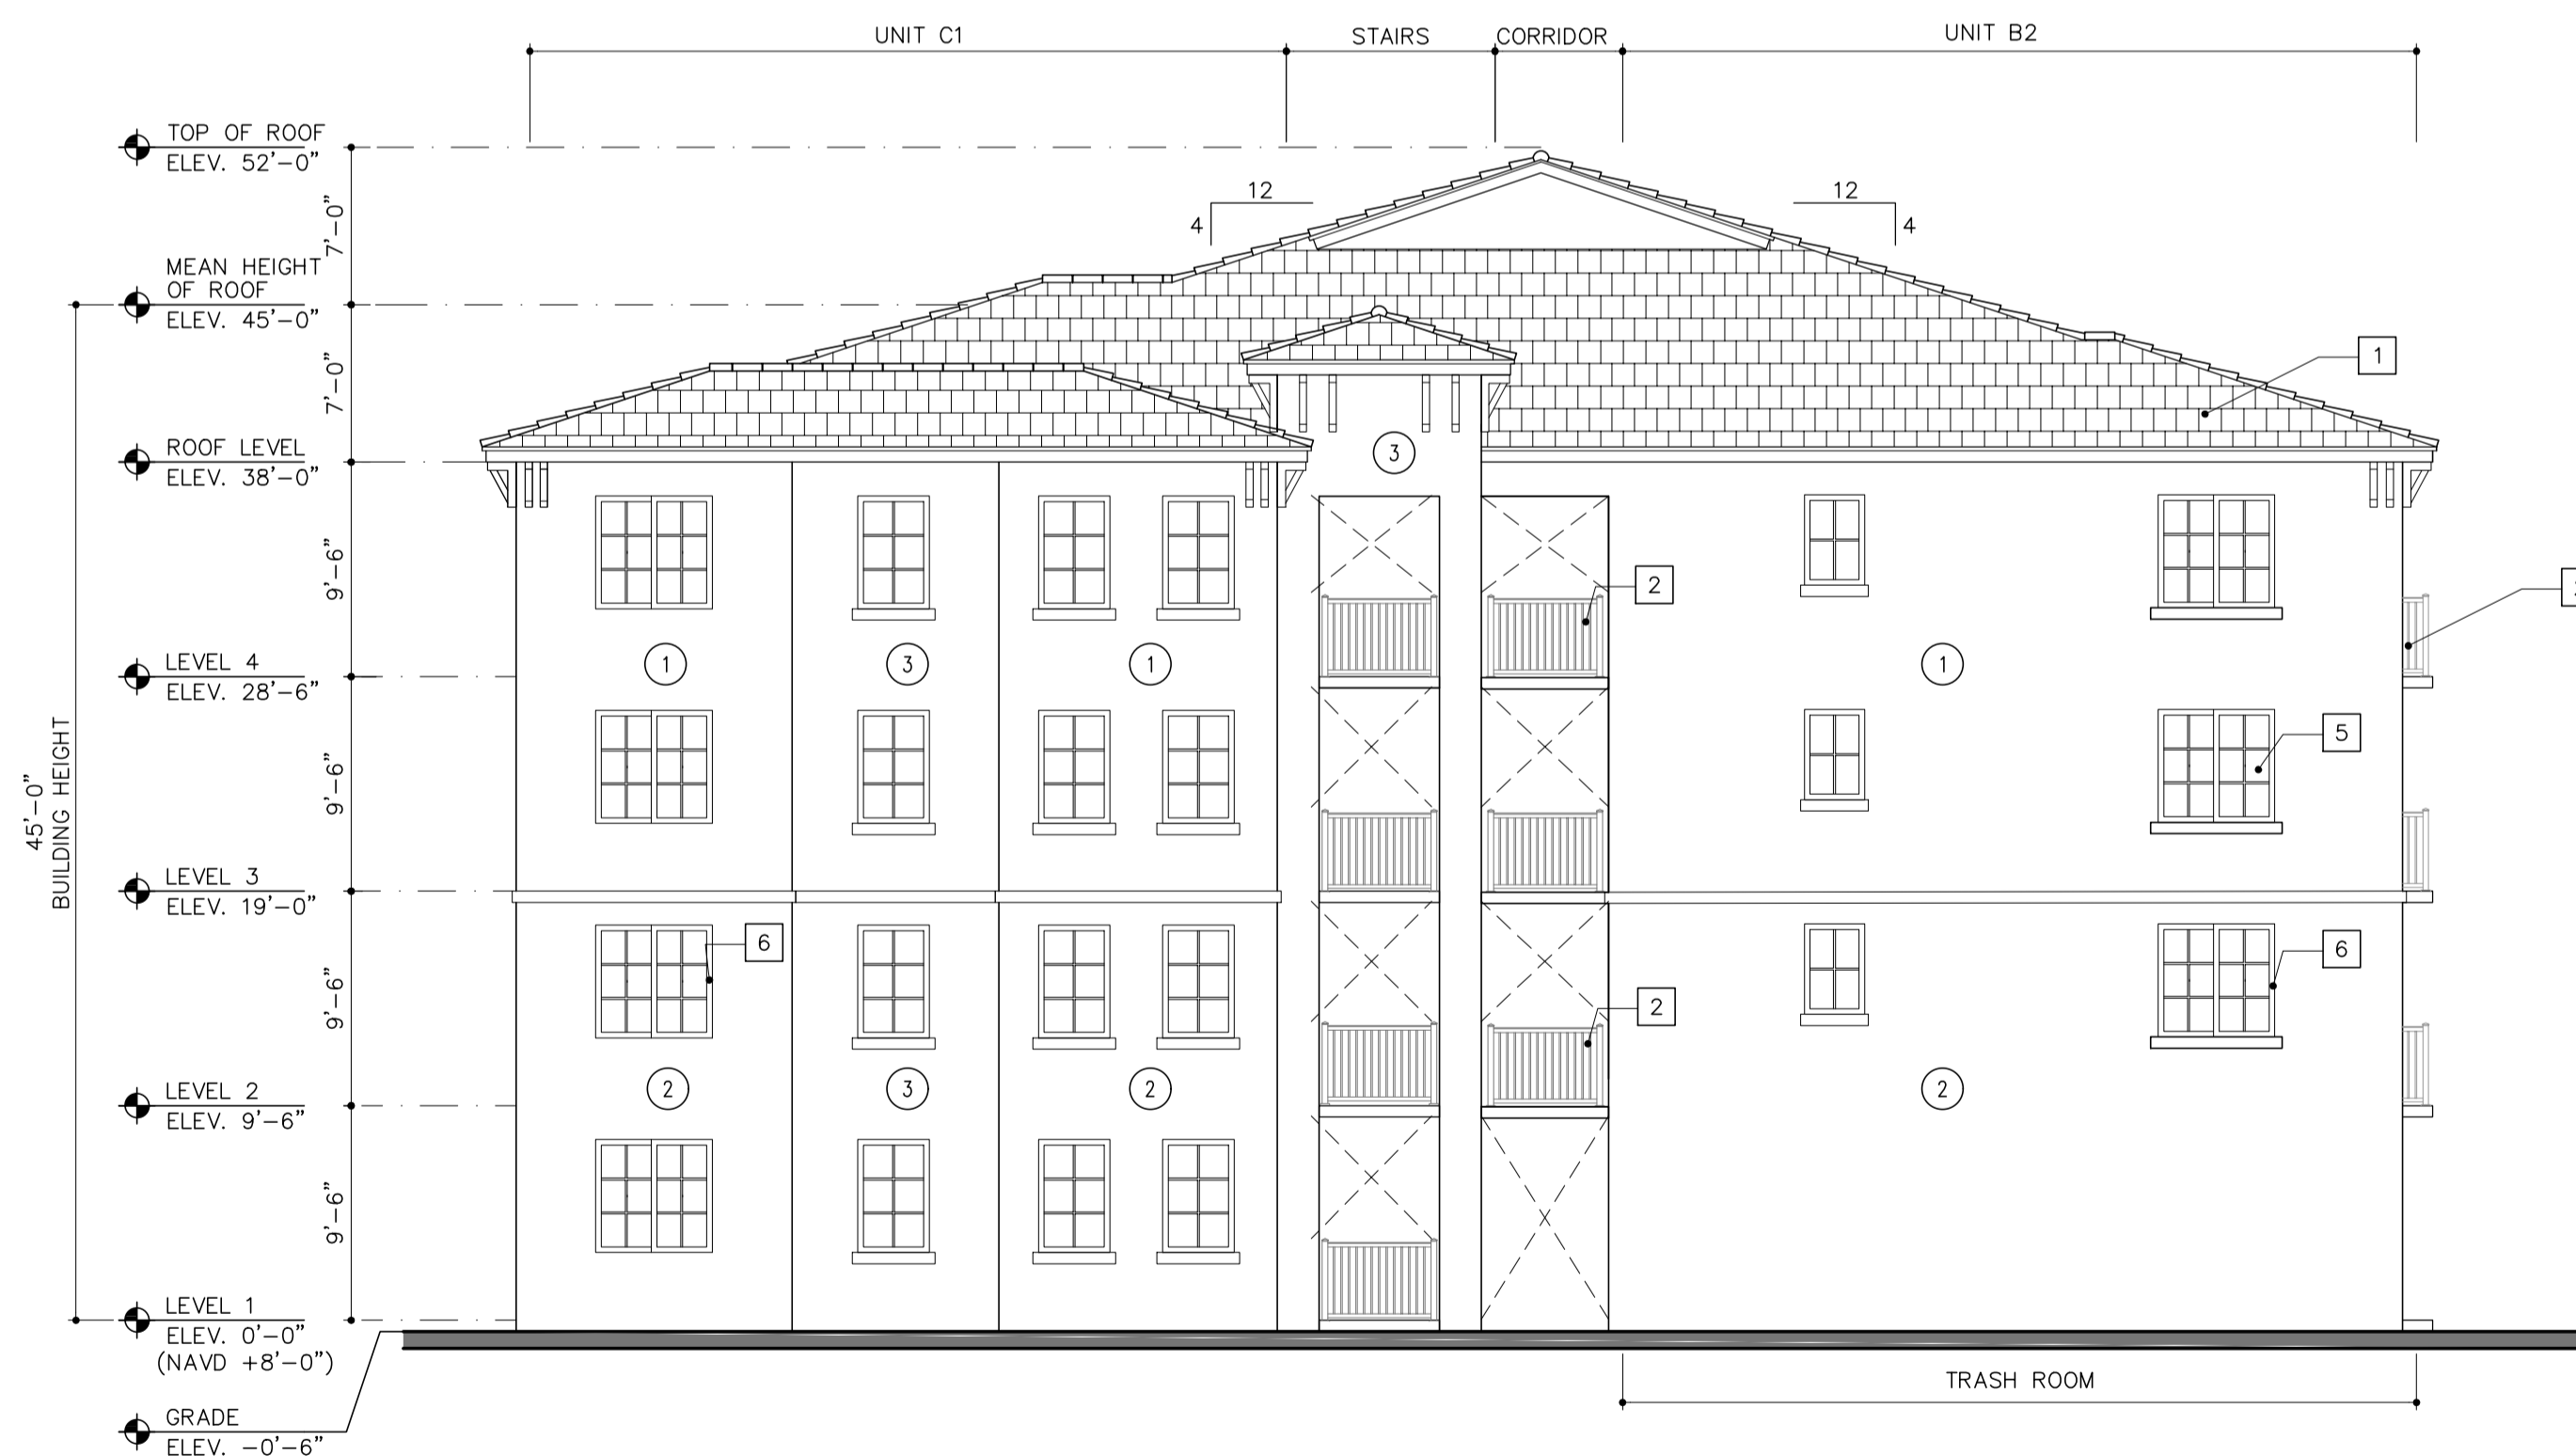 UNIT C1
STAIRS
CORRIDOR
UNIT B2
TOP OF ROOF
ELEV. 52'-0"
7'-0"
12
4
12
4
MEAN HEIGHT
OF ROOF
ELEV. 45'-0"
7'-0"
1
ROOF LEVEL
ELEV. 38'-0"
3
9'-6"
2
LEVEL 4
ELEV. 28'-6"
1
3
1
1
9'-6"
5
45'-0"
BUILDING HEIGHT
LEVEL 3
ELEV. 19'-0"
6
6
9'-6"
2
LEVEL 2
ELEV. 9'-6"
2
3
2
2
9'-6"
LEVEL 1
ELEV. 0'-0"
(NAVD +8'-0")
TRASH ROOM
GRADE
ELEV. -0'-6"